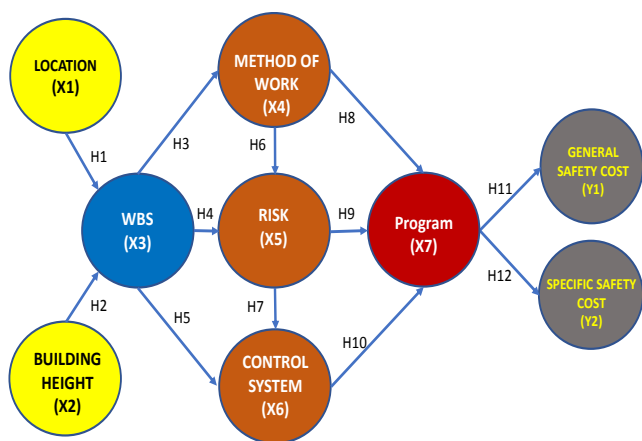 LOCATION
(X1)
METHOD OF
WORK
(X4)
H8
H3
H6
H1
GENERAL
SAFETY COST
(Y1)
H11
WBS
(X3)
H4
RISK
(X5)
H9
Program
(X7)
H12
SPECIFIC SAFETY
COST
(Y2)
H2
H5
H7
H10
BUILDING
HEIGHT
(X2)
CONTROL
SYSTEM
(X6)